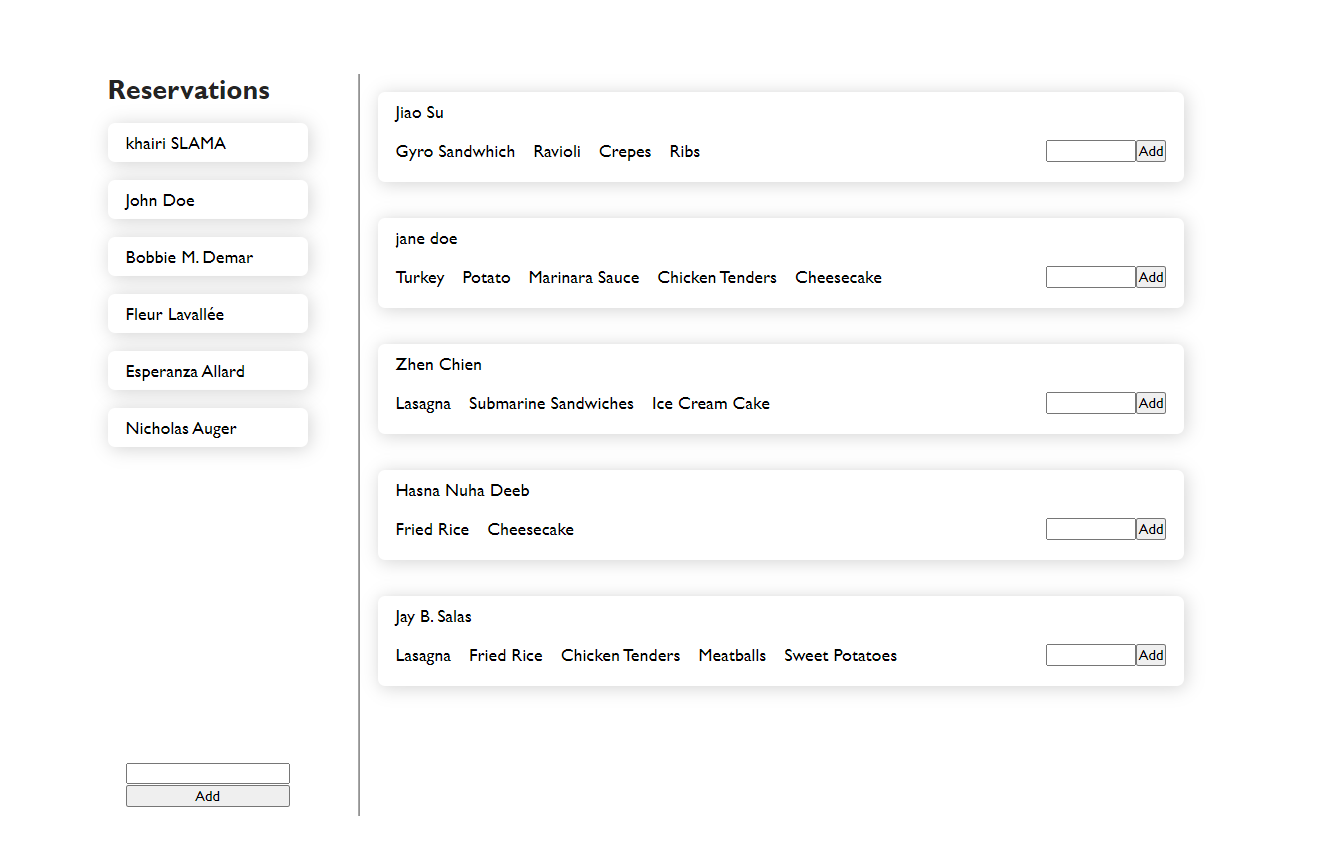 Reservations
khairi SLAMA
John Doe
Bobbie M. Demar
Fleur Lavallée
Esperanza Allard
Nicholas Auger
Add
Jiao Su
Gyro Sandwhich Ravioli Crepes Ribs Add
jane doe
Turkey Potato Marinara Sauce Chicken Tenders Cheesecake Add
Zhen Chien
Lasagna Submarine Sandwiches Ice Cream Cake Add
Hasna Nuha Deeb
Fried Rice Cheesecake Add
Jay B. Salas
Lasagna Fried Rice Chicken Tenders Meatballs Sweet Potatoes Add